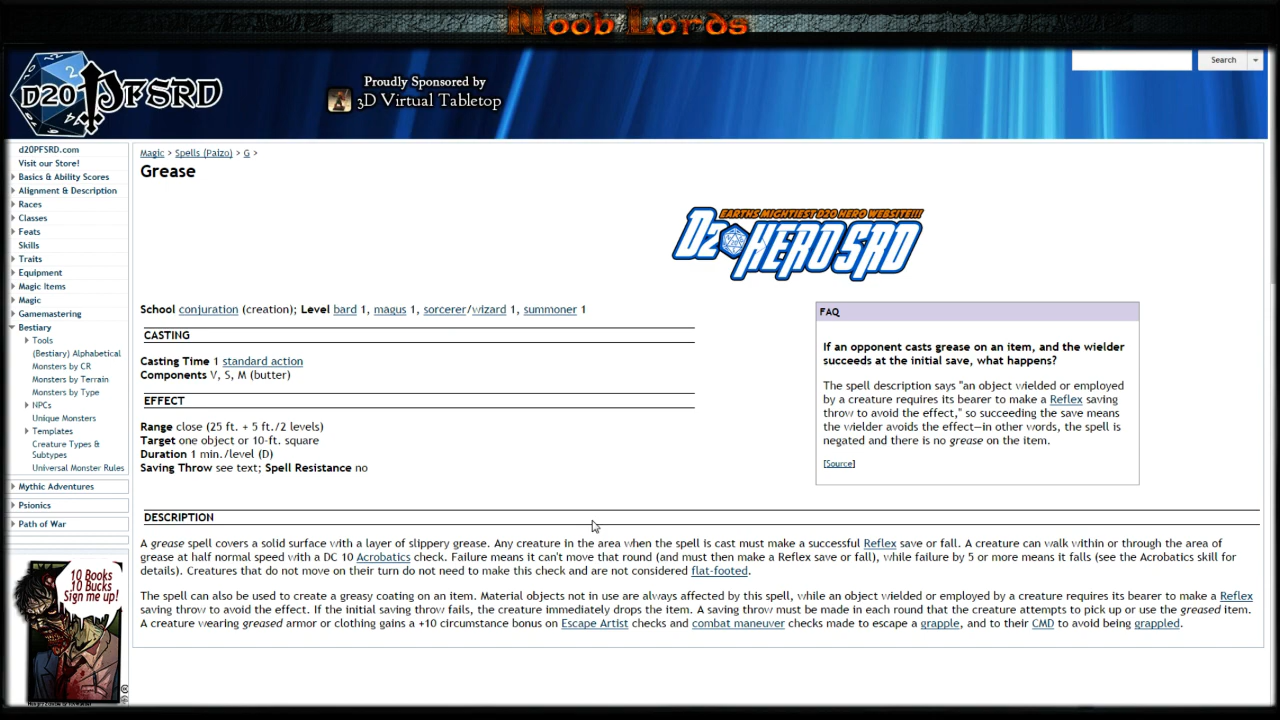 Noob Lords
D20PFSRD
Proudly Sponsored by
3D Virtual Tabletop
Search
d20PFSRD.com
Visit our Store!
Basics & Ability Scores
Alignment & Description
Races
Classes
Feats
Skills
Traits
Equipment
Magic Items
Magic
Gamemastering
Bestiary
Tools
(Bestiary) Alphabetical
Monsters by CR
Monsters by Terrain
Monsters by Type
NPCs
Unique Monsters
Templates
Creature Types &
Subtypes
Universal Monster Rules
Mythic Adventures
Psionics
Path of War
10 Books
10 Bucks
Sign me up!
Magic > Spells (Paizo) > G >
Grease
EARTHS MIGHTIEST D20 HERO WEBSITE!!!
D20 HERO SRD
School conjuration (creation); Level bard 1, magus 1, sorcerer/wizard 1, summoner 1
CASTING
Casting Time 1 standard action
Components V, S, M (butter)
EFFECT
Range close (25 ft. + 5 ft./2 levels)
Target one object or 10-ft. square
Duration 1 min./level (D)
Saving Throw see text; Spell Resistance no
FAQ
If an opponent casts grease on an item, and the wielder
succeeds at the initial save, what happens?
The spell description says "an object wielded or employed
by a creature requires its bearer to make a Reflex saving
throw to avoid the effect," so succeeding the save means
the wielder avoids the effect—in other words, the spell is
negated and there is no grease on the item.
[Source]
DESCRIPTION
A grease spell covers a solid surface with a layer of slippery grease. Any creature in the area when the spell is cast must make a successful Reflex save or fall. A creature can walk within or through the area of
grease at half normal speed with a DC 10 Acrobatics check. Failure means it can't move that round (and must then make a Reflex save or fall), while failure by 5 or more means it falls (see the Acrobatics skill for
details). Creatures that do not move on their turn do not need to make this check and are not considered flat-footed.
The spell can also be used to create a greasy coating on an item. Material objects not in use are always affected by this spell, while an object wielded or employed by a creature requires its bearer to make a Reflex
saving throw to avoid the effect. If the initial saving throw fails, the creature immediately drops the item. A saving throw must be made in each round that the creature attempts to pick up or use the greased item.
A creature wearing greased armor or clothing gains a +10 circumstance bonus on Escape Artist checks and combat maneuver checks made to escape a grapple, and to their CMD to avoid being grappled.